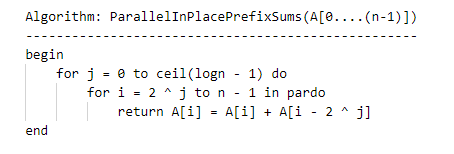 Algorithm: ParallelInPlacePrefixSums(A[0....(n-1)])
----------------------------------------------------
begin
for j = 0 to ceil(logn - 1) do
for i = 2 ^ j to n - 1 in pardo
return A[i] = A[i] + A[i - 2 ^ j]
end